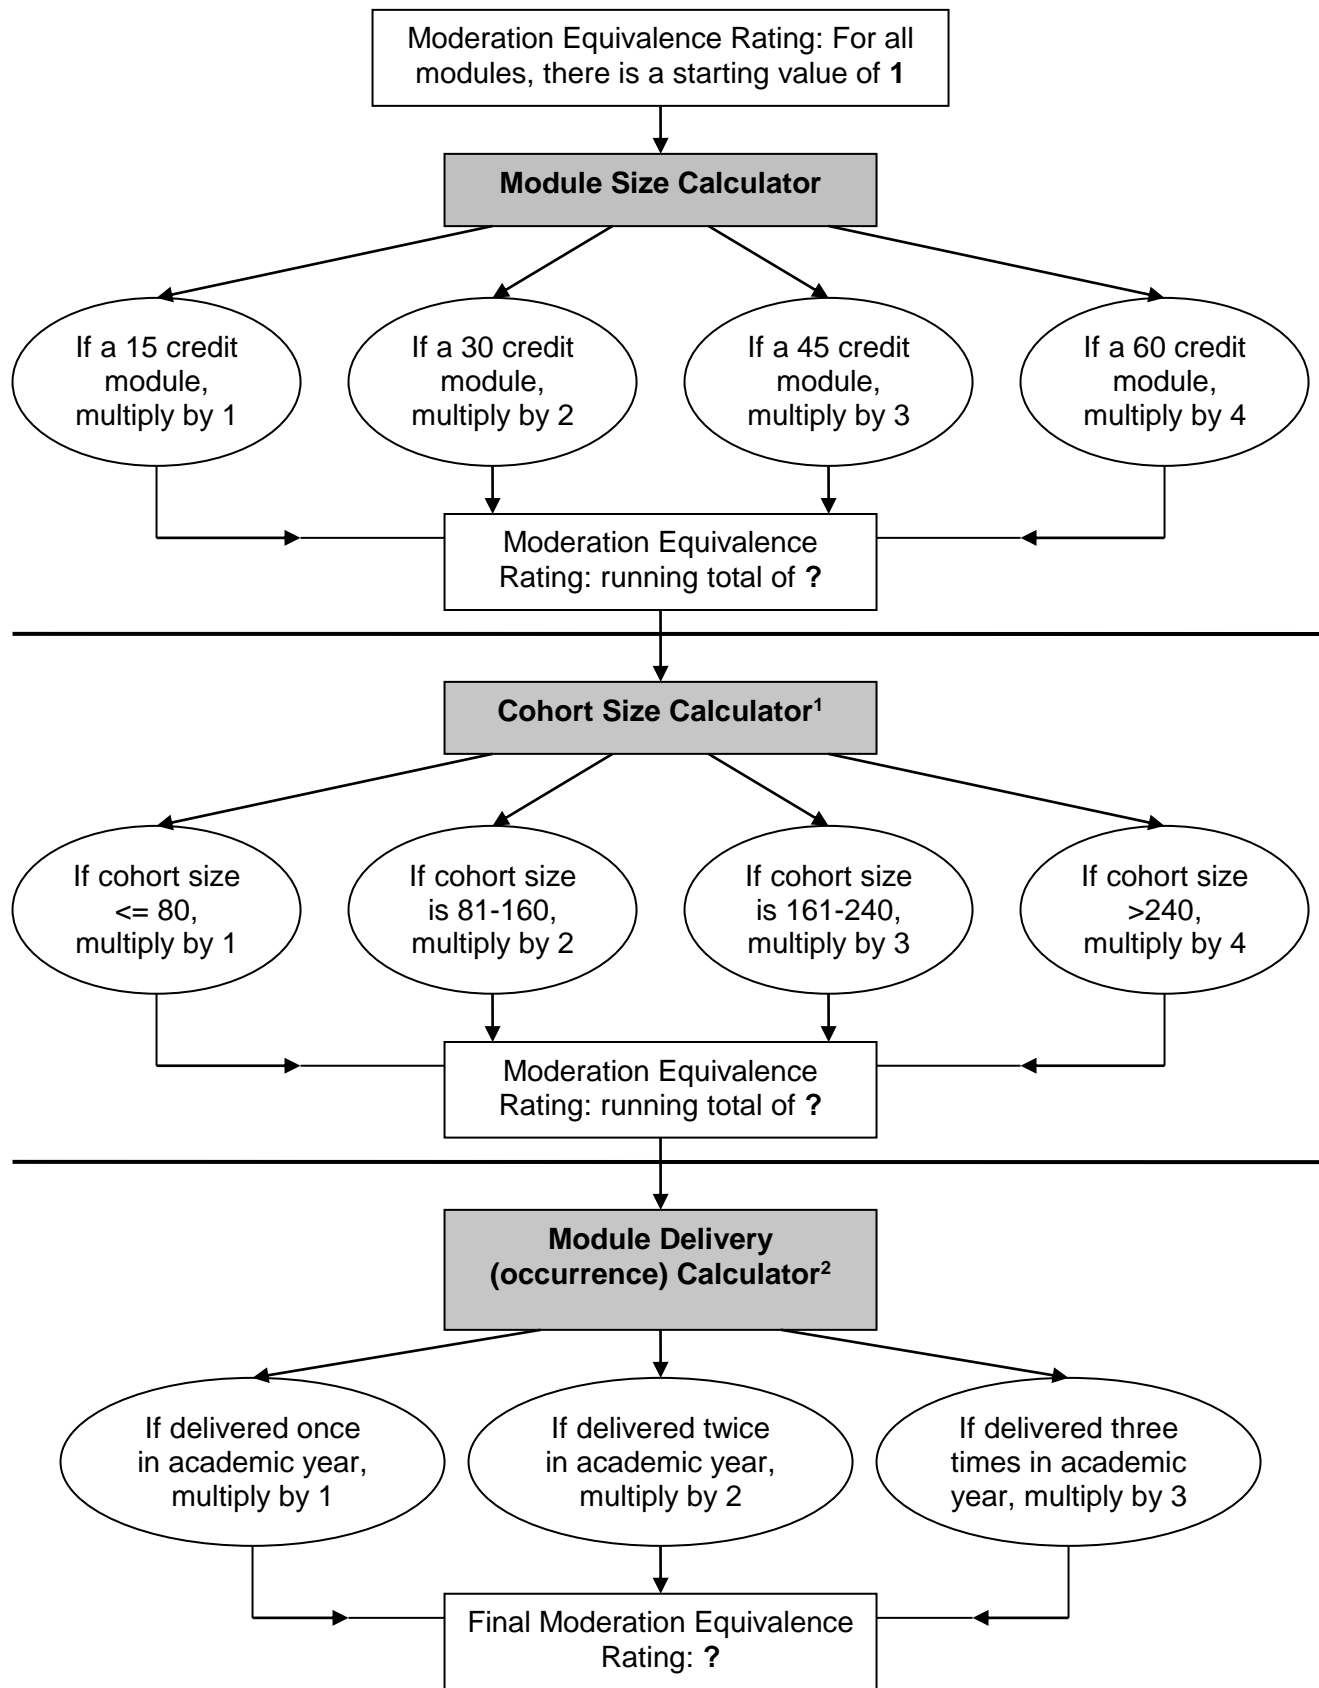 Moderation Equivalence Rating: For all
modules, there is a starting value of 1
Module Size Calculator
If a 15 credit
module,
multiply by 1
If a 30 credit
module,
multiply by 2
If a 45 credit
module,
multiply by 3
If a 60 credit
module,
multiply by 4
Moderation Equivalence
Rating: running total of ?
Cohort Size Calculator¹
If cohort size
<= 80,
multiply by 1
If cohort size
is 81-160,
multiply by 2
If cohort size
is 161-240,
multiply by 3
If cohort size
>240,
multiply by 4
Moderation Equivalence
Rating: running total of ?
Module Delivery
(occurrence) Calculator²
If delivered once
in academic year,
multiply by 1
If delivered twice
in academic year,
multiply by 2
If delivered three
times in academic
year, multiply by 3
Final Moderation Equivalence
Rating: ?